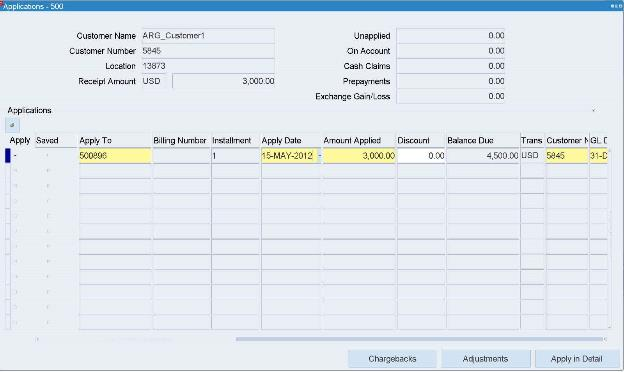 Applications - 500
Customer Name ARG_Customer1 Unapplied 0.00
Customer Number 5845 On Account 0.00
Location 13873 Cash Claims 0.00
Receipt Amount USD 3,000.00 Prepayments 0.00
Exchange Gain/Loss 0.00
Applications
Apply Saved Apply To Billing Number Installment Apply Date Amount Applied Discount Balance Due Trans Customer N GL D
500896 1 15-MAY-2012 3,000.00 0.00 4,500.00 USD 5845 31-D
Chargebacks Adjustments Apply in Detail